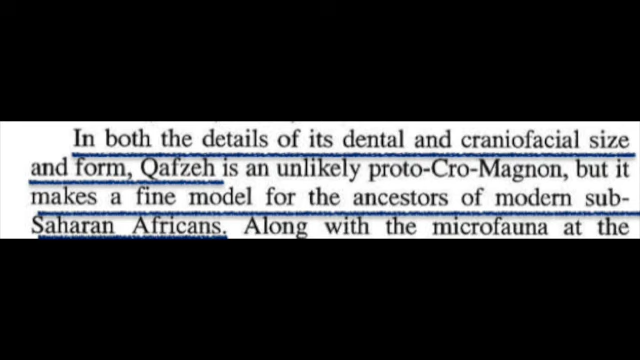 In both the details of its dental and craniofacial size
and form, Qafzeh is an unlikely proto-Cro-Magnon, but it
makes a fine model for the ancestors of modern sub-
Saharan Africans. Along with the microfauna at the